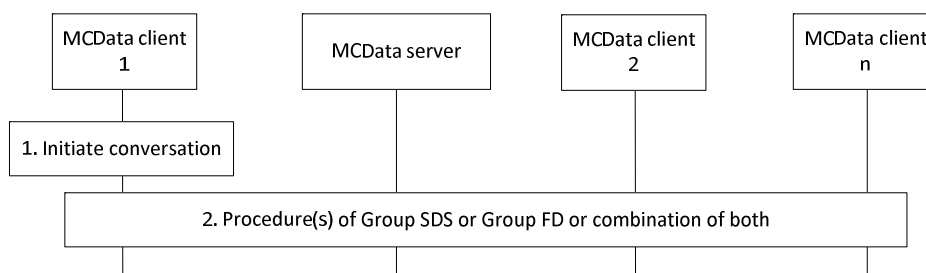 MCData client
1
MCData server
MCData client
2
MCData client
n
1. Initiate conversation
2. Procedure(s) of Group SDS or Group FD or combination of both